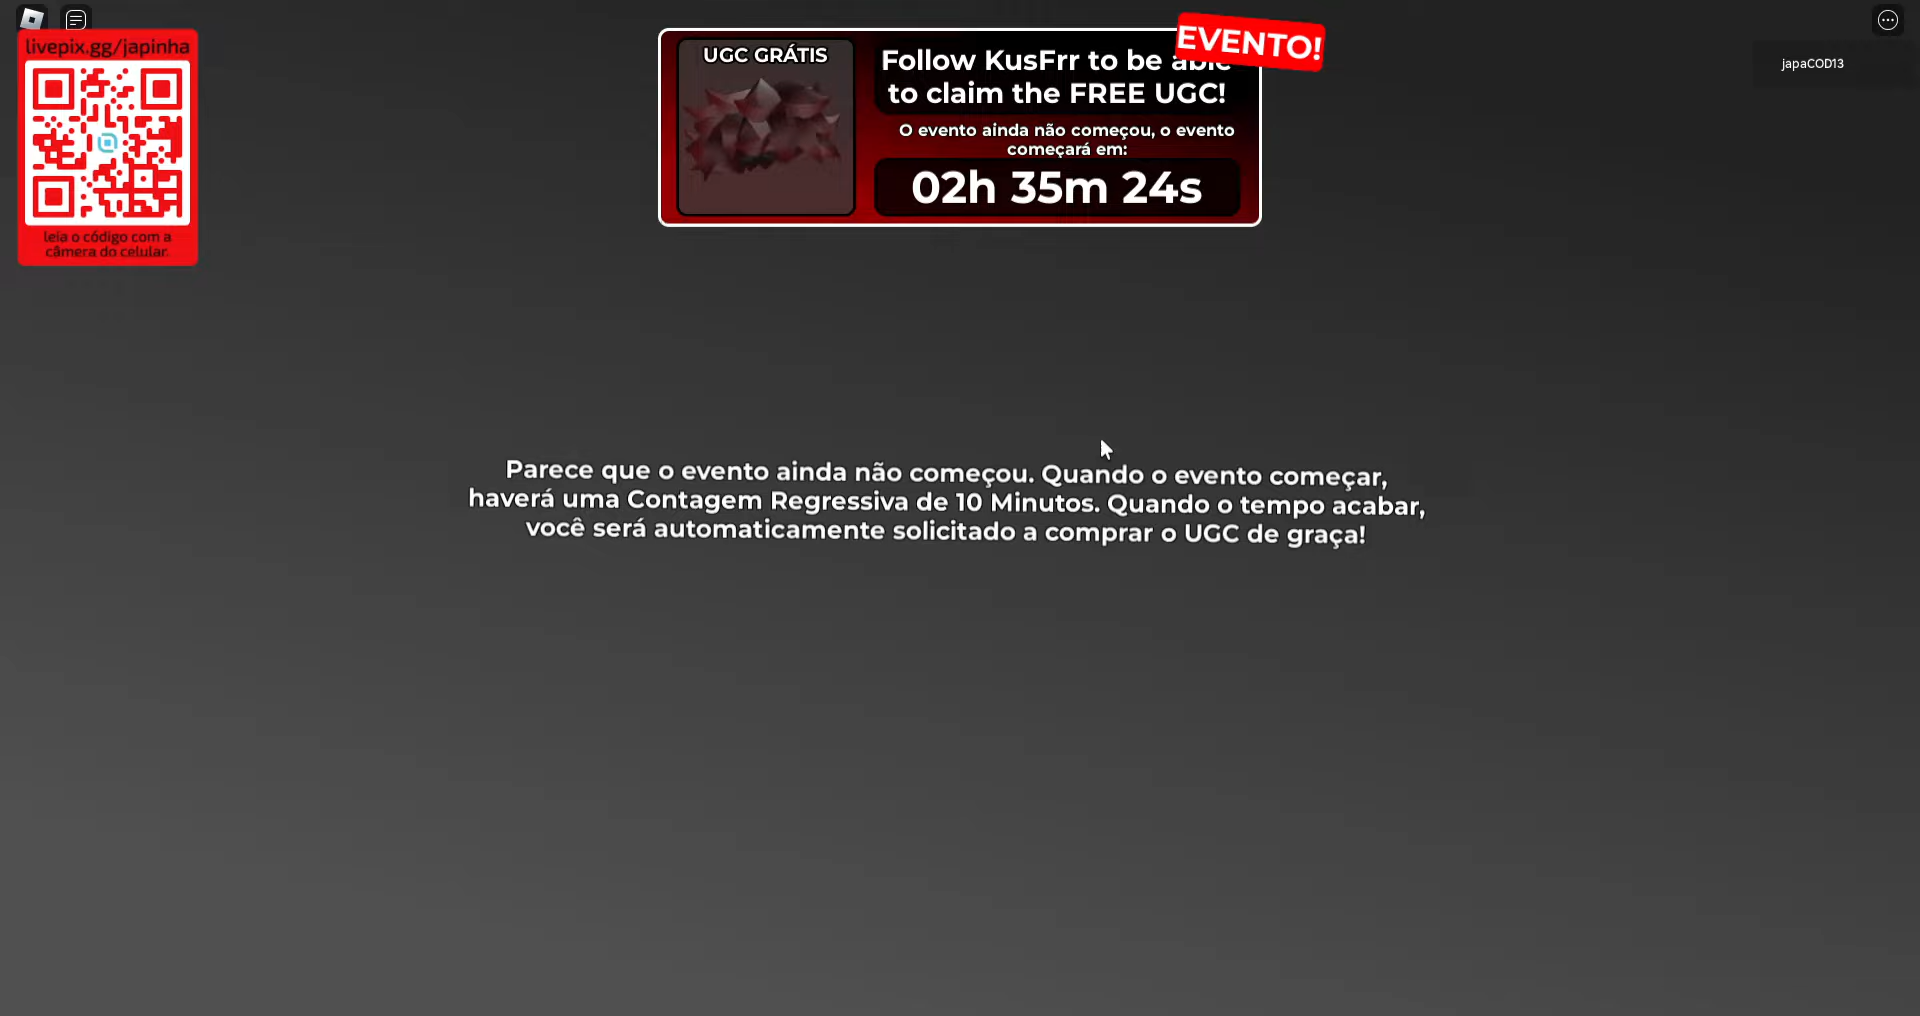 livepix.gg/japinha
leia o código com a
câmera do celular.
UGC GRÁTIS
EVENTO!
Follow KusFrr to be able
to claim the FREE UGC!
O evento ainda não começou, o evento
começará em:
02h 35m 24s
japaCOD13
Parece que o evento ainda não começou. Quando o evento começar,
haverá uma Contagem Regressiva de 10 Minutos. Quando o tempo acabar,
você será automaticamente solicitado a comprar o UGC de graça!